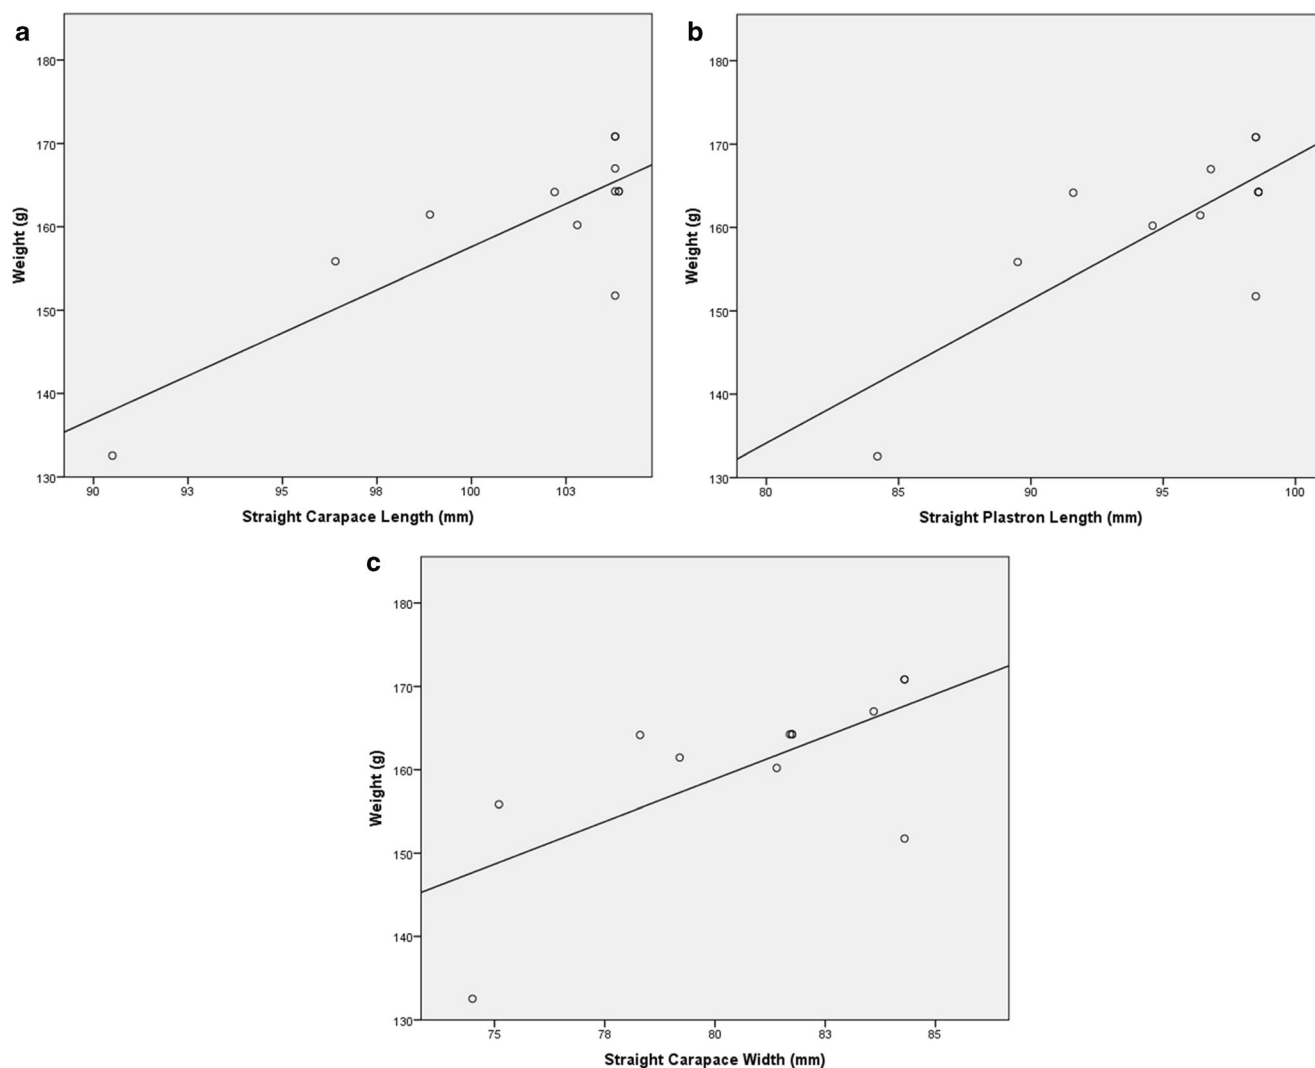 a
180
170
160
150
140
130
Weight (g)
90 93 95 98 100 103
Straight Carapace Length (mm)
b
180
170
160
150
140
130
Weight (g)
80 85 90 95 100
Straight Plastron Length (mm)
c
180
170
160
150
140
130
Weight (g)
75 78 80 83 85
Straight Carapace Width (mm)